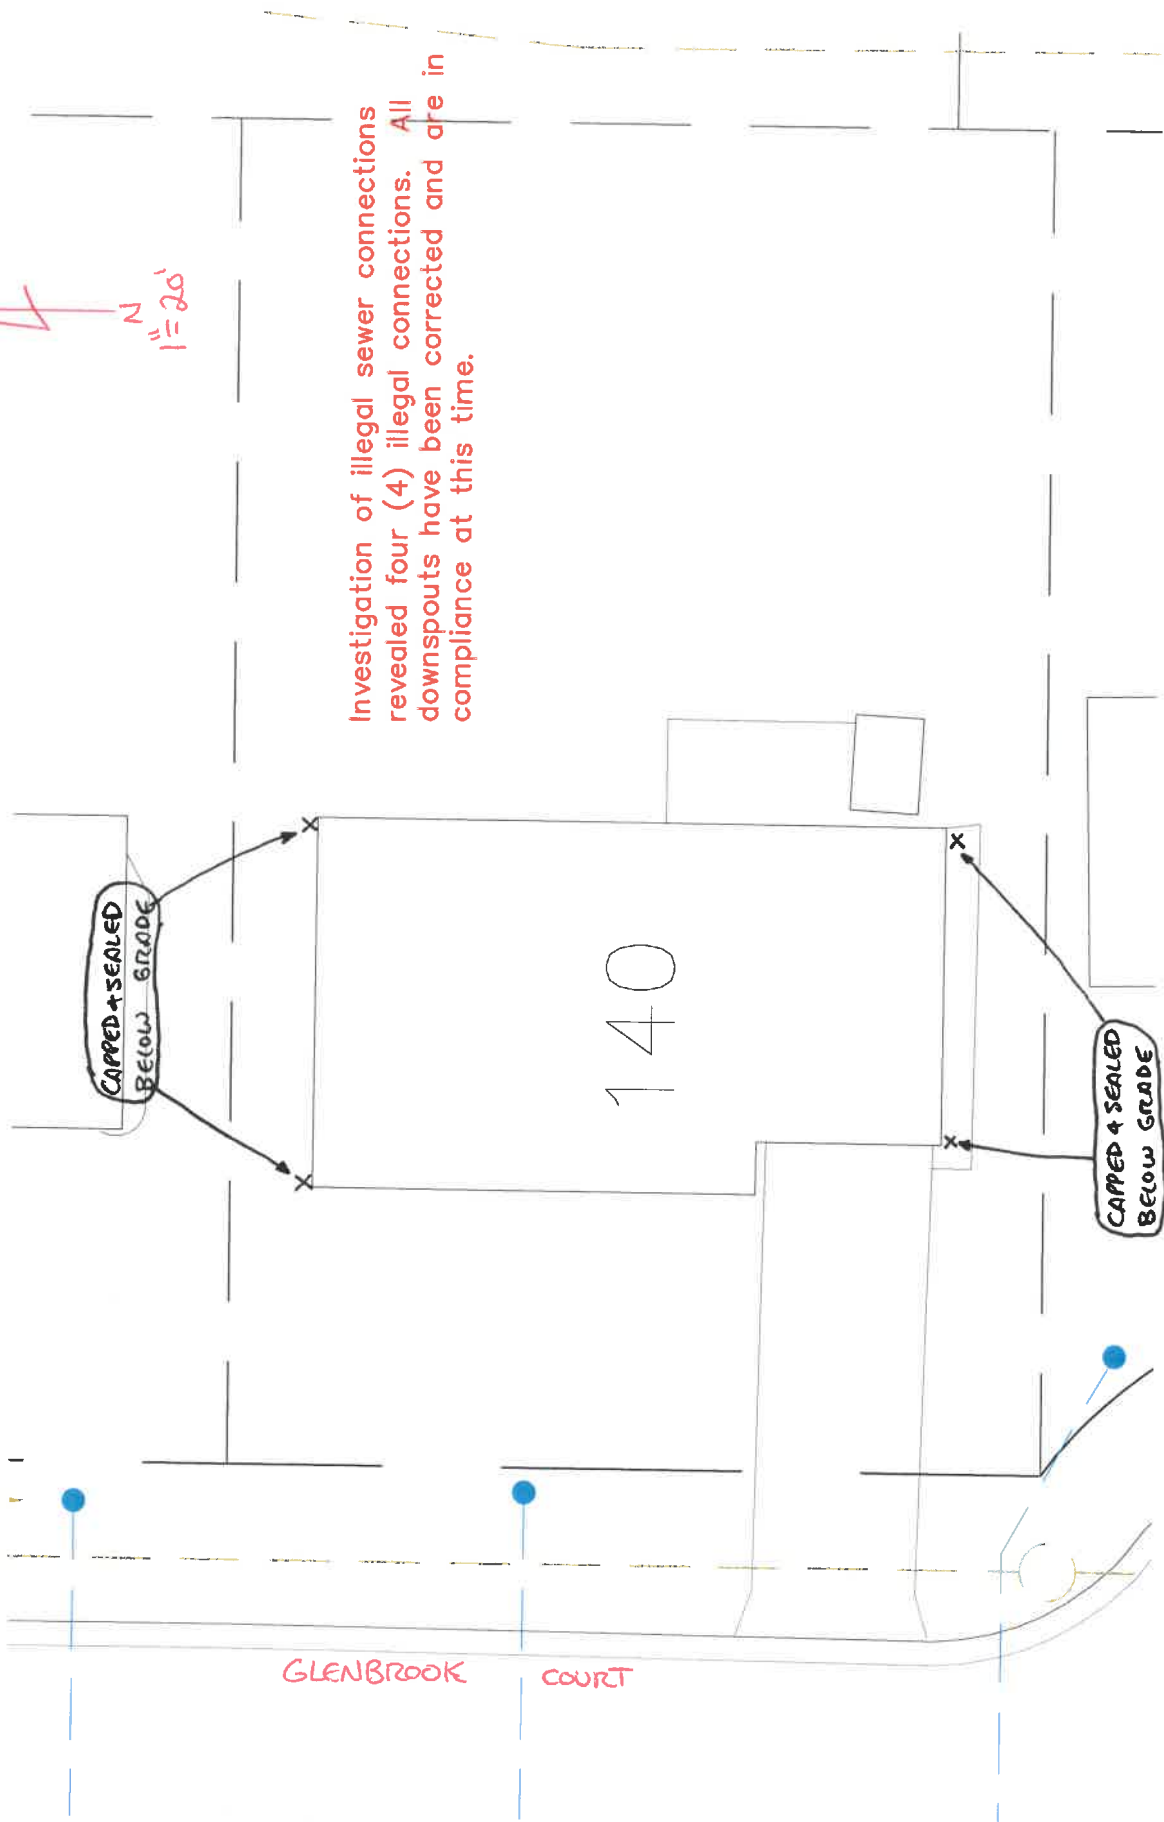 N
1"=20'
Investigation of illegal sewer connections
revealed four (4) illegal connections. All
downspouts have been corrected and are in
compliance at this time.
CAPPED & SEALED
BELOW GRADE
140
CAPPED & SEALED
BELOW GRADE
GLENBROOK COURT